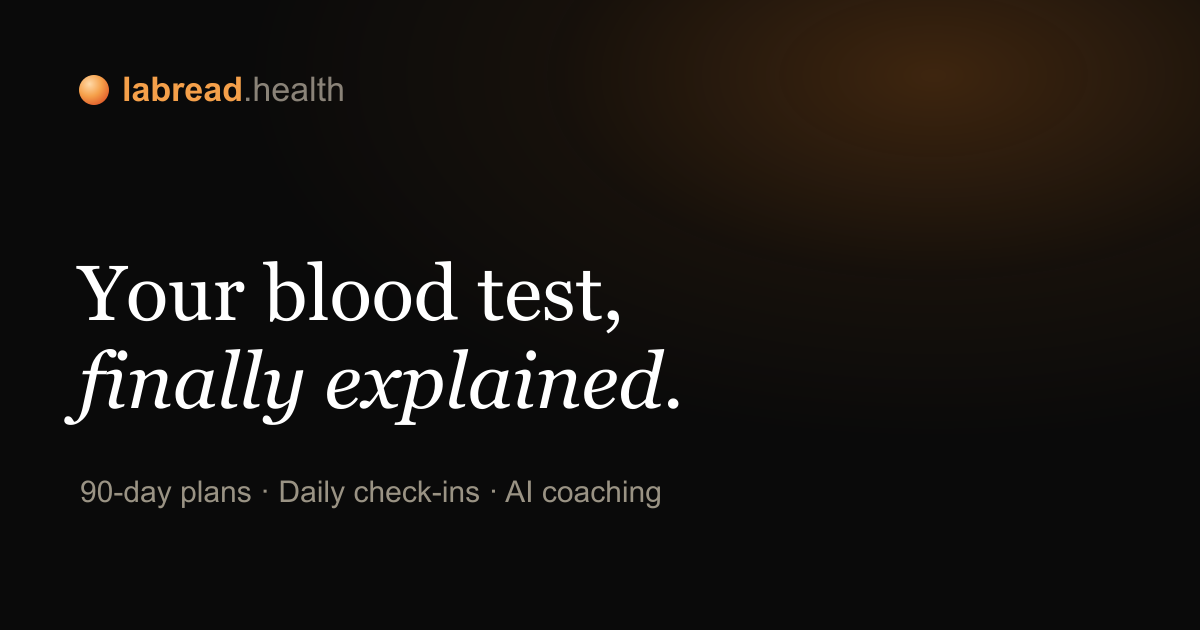 labread.health
Your blood test,
finally explained.
90-day plans · Daily check-ins · AI coaching